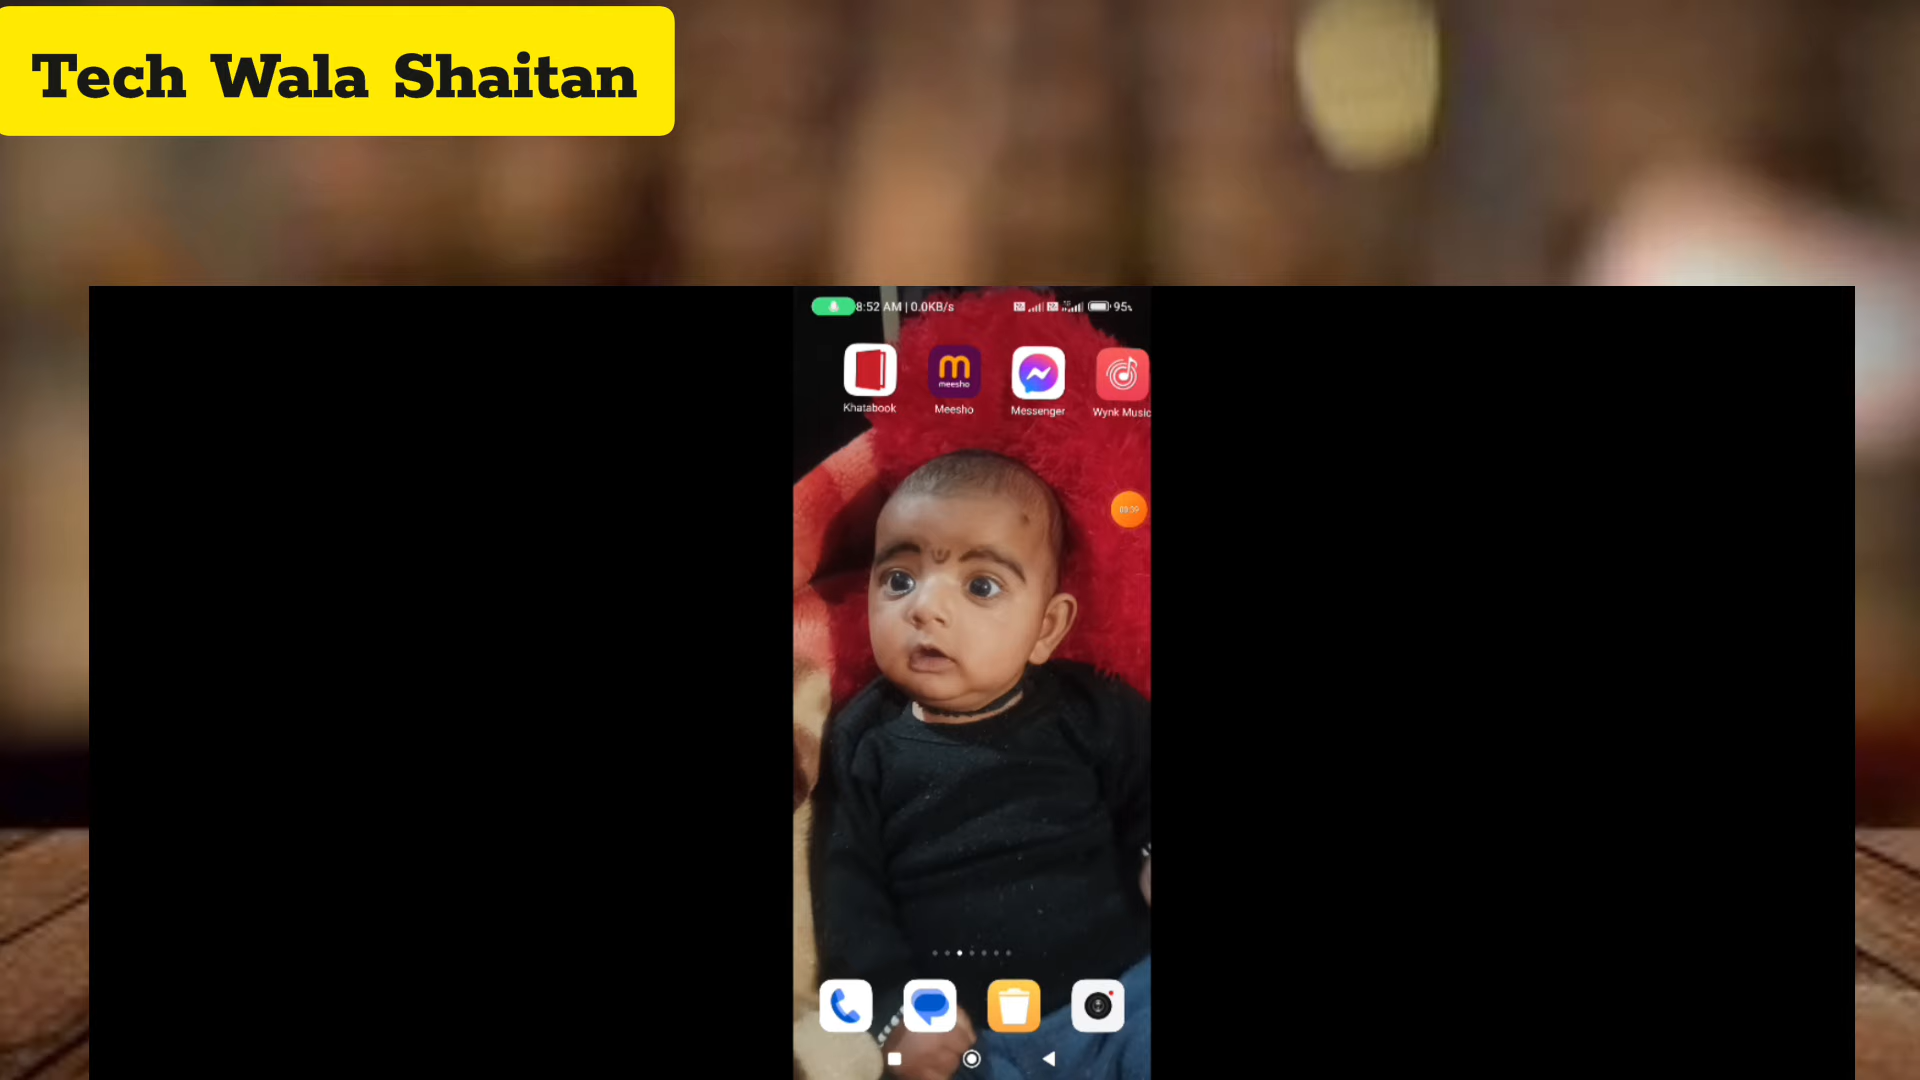 Tech Wala Shaitan
8:52 AM | 0.0KB/s
95%
meesho
Khatabook
Meesho
Messenger
Wynk Music